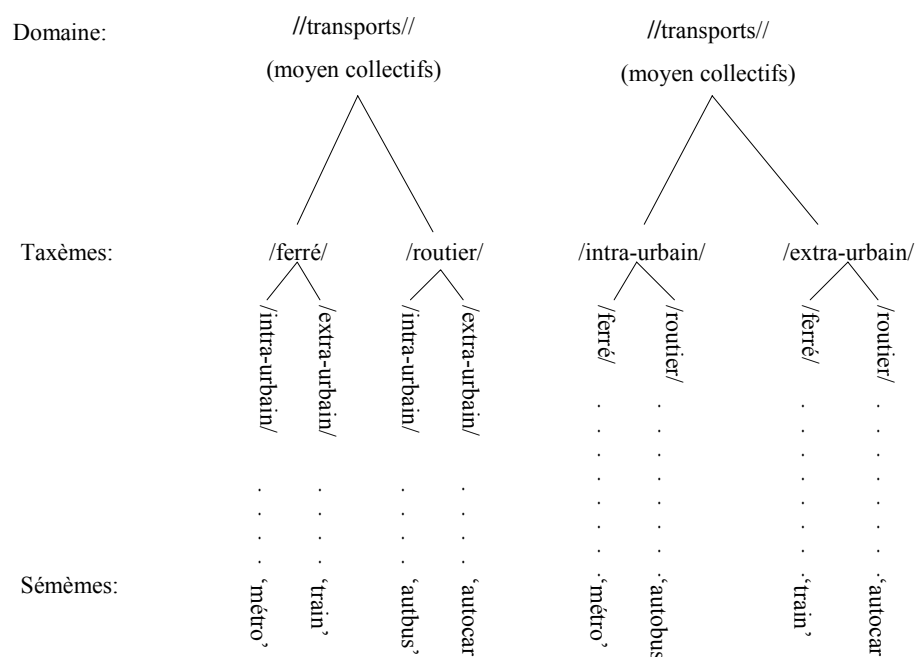 Domaine: //transports// //transports//
(moyen collectifs) (moyen collectifs)
Taxèmes: /ferré/ /routier/ /intra-urbain/ /extra-urbain/
/intra-urbain/ /extra-urbain/ /intra-urbain/ /extra-urbain/ /ferré/ /routier/ /ferré/ /routier/
Sémèmes: ‘métro’ ‘train’ ‘autbus’ ‘autocar ‘métro’ ‘autobus ‘train’ ‘autocar